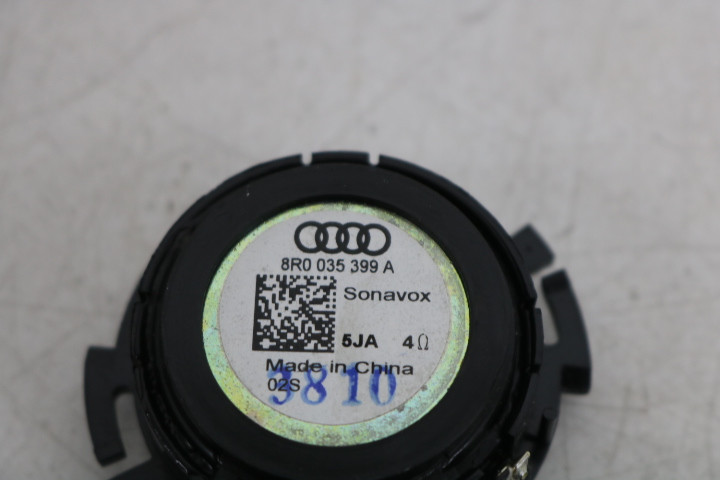 8R0 035 399 A
Sonavox
5JA 4Ω
Made in China
02S
3810